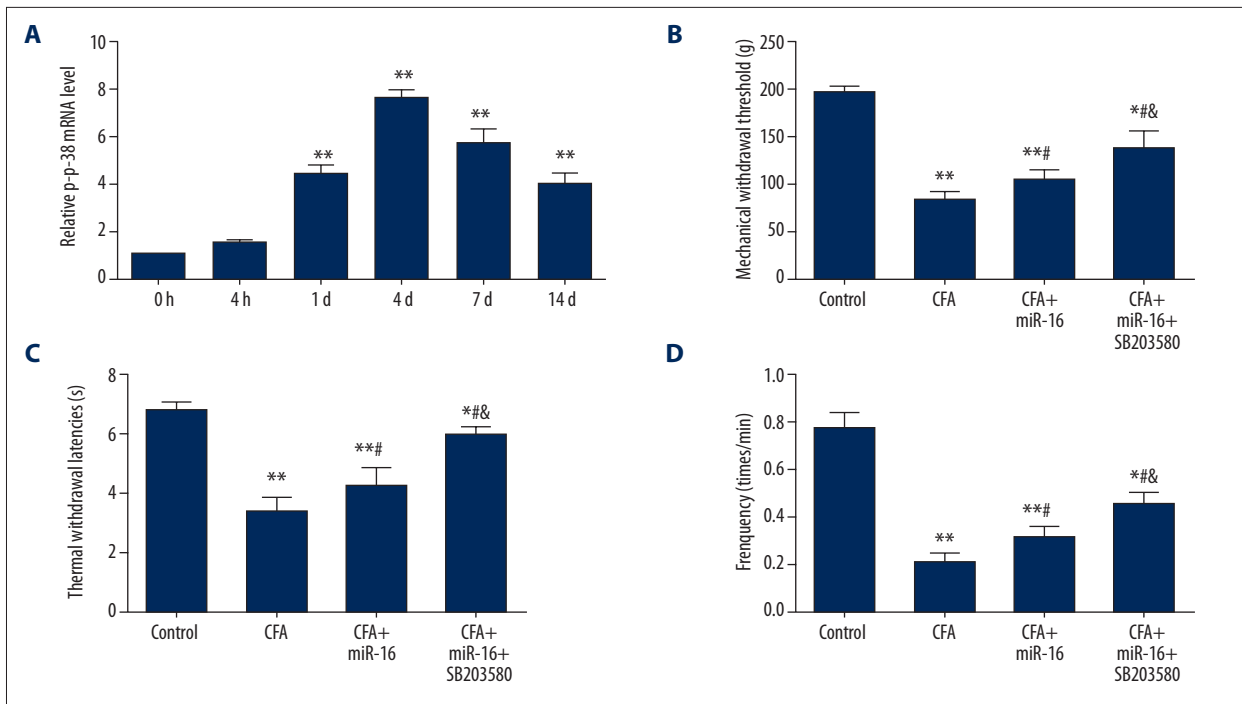 A
Relative p-p-38 mRNA level
10
8
6
4
2
0
**
**
**
**
0 h
4 h
1 d
4 d
7 d
14 d
B
Mechanical withdrawal threshold (g)
250
200
150
100
50
0
**
**#
*#&
Control
CFA
CFA+
miR-16
CFA+
miR-16+
SB203580
C
Thermal withdrawal latencies (s)
8
6
4
2
0
**
**#
*#&
Control
CFA
CFA+
miR-16
CFA+
miR-16+
SB203580
D
Frenquency (times/min)
1.0
0.8
0.6
0.4
0.2
0.0
**
**#
*#&
Control
CFA
CFA+
miR-16
CFA+
miR-16+
SB203580